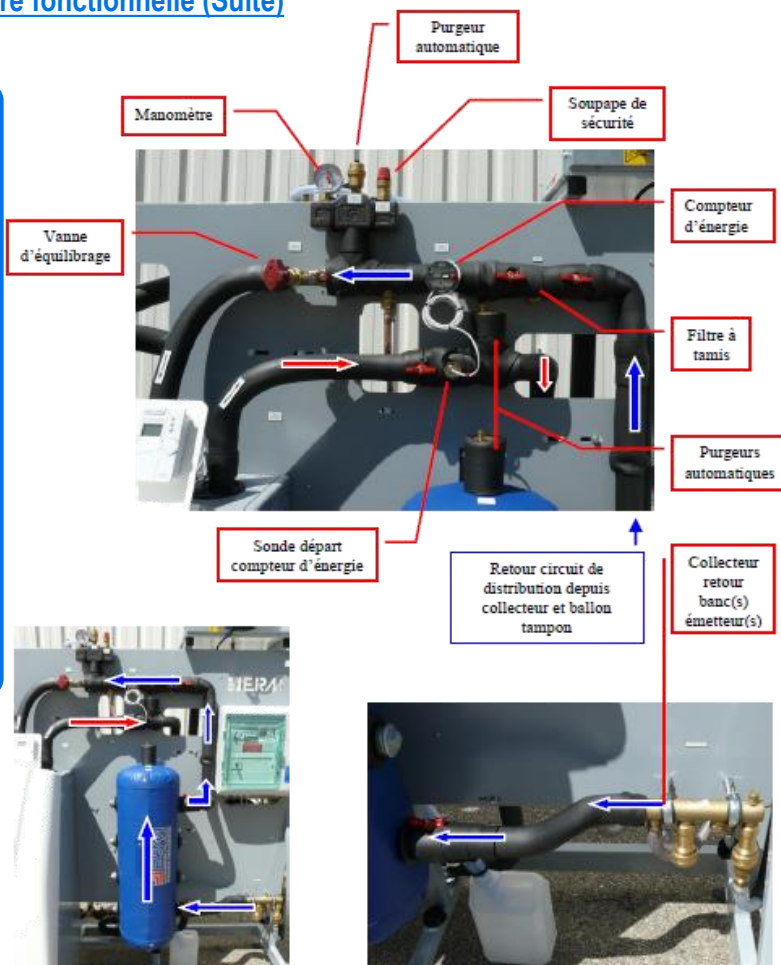 re fonctionnelle (Suite)
Purgeur
automatique
Manomètre
Soupape de
sécurité
Vanne
d'équilibrage
Compteur
d'énergie
Filtre à
tamis
Purgeurs
automatiques
Sonde départ
compteur d'énergie
Retour circuit de
distribution depuis
collecteur et ballon
tampon
Collecteur
retour
banc(s)
émetteur(s)